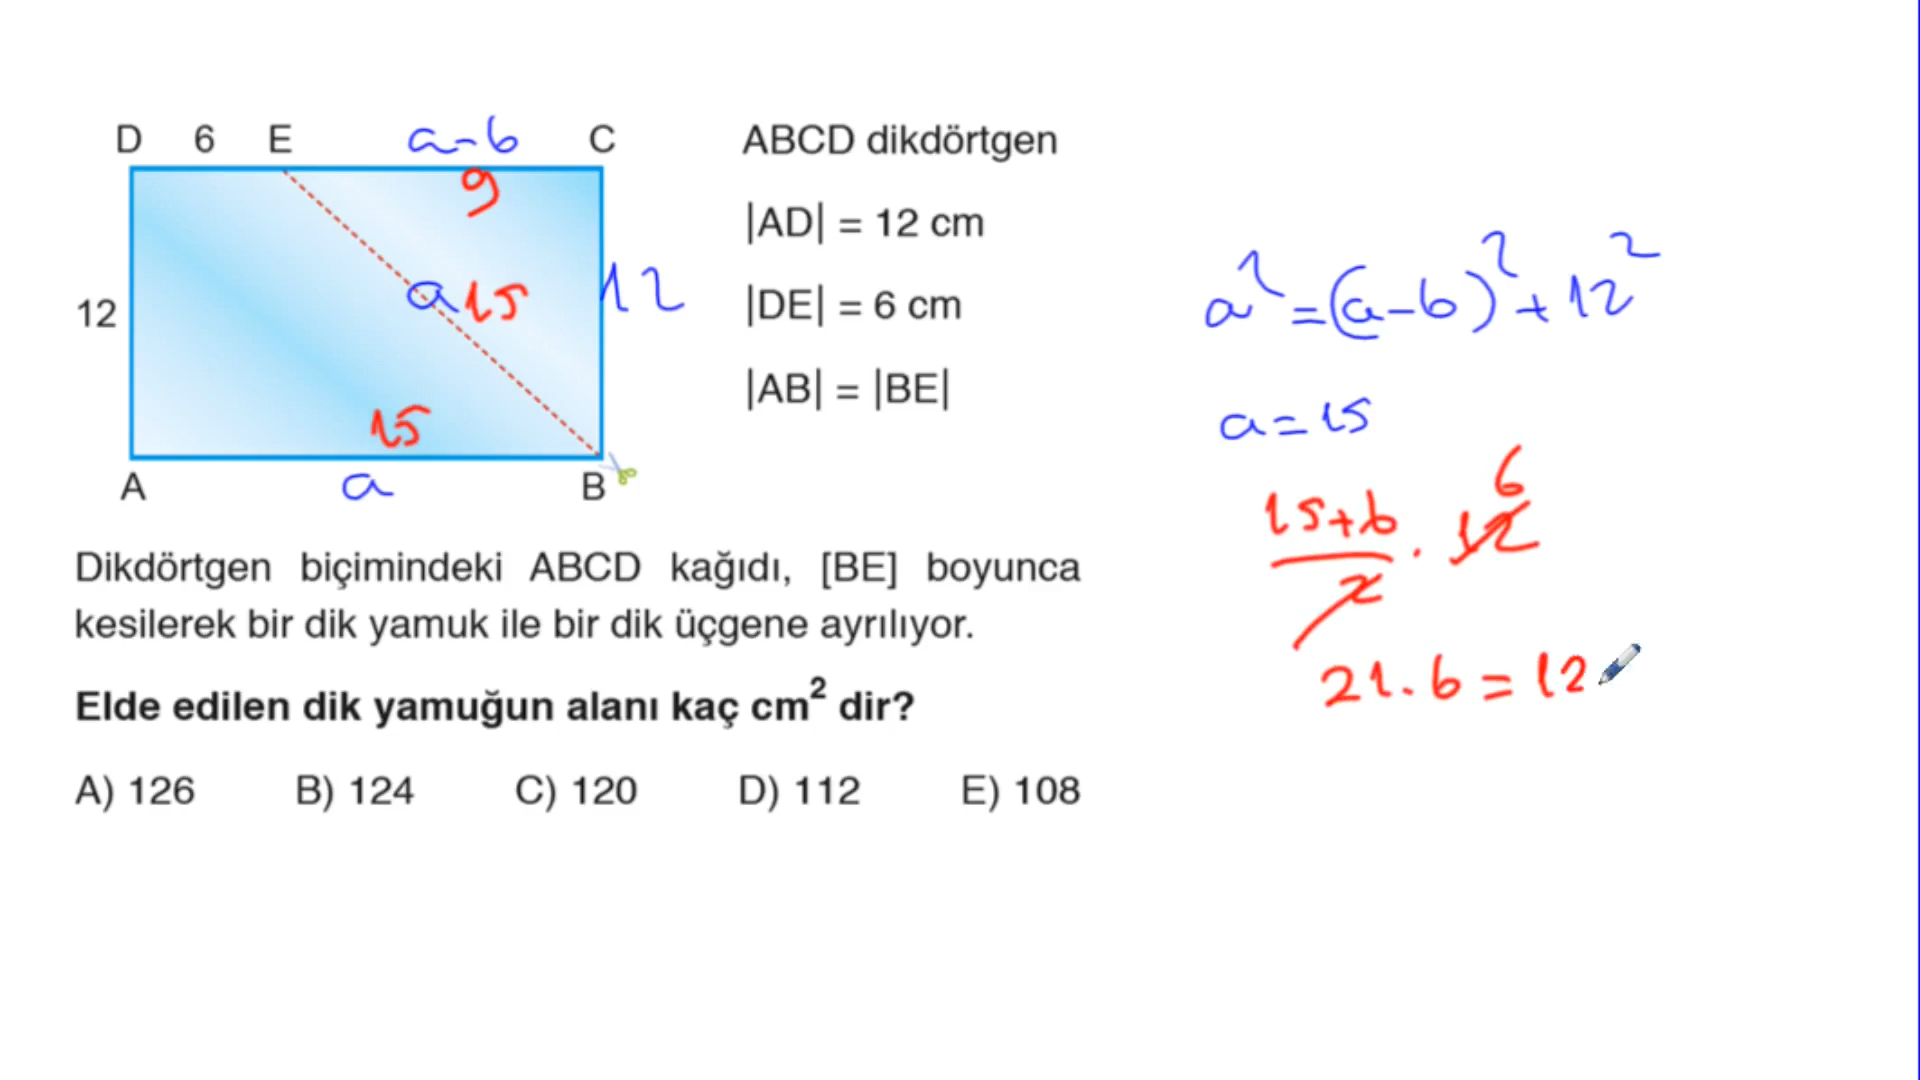 D 6 E a-6 C
9
12
a 15
12
15
A a B
ABCD dikdörtgen
|AD| = 12 cm
|DE| = 6 cm
|AB| = |BE|
a² = (a-6)² + 12²
a = 15
6
15+6 . 12
2
21.6 = 12
Dikdörtgen biçimindeki ABCD kağıdı, [BE] boyunca
kesilerek bir dik yamuk ile bir dik üçgene ayrılıyor.
Elde edilen dik yamuğun alanı kaç cm² dir?
A) 126 B) 124 C) 120 D) 112 E) 108